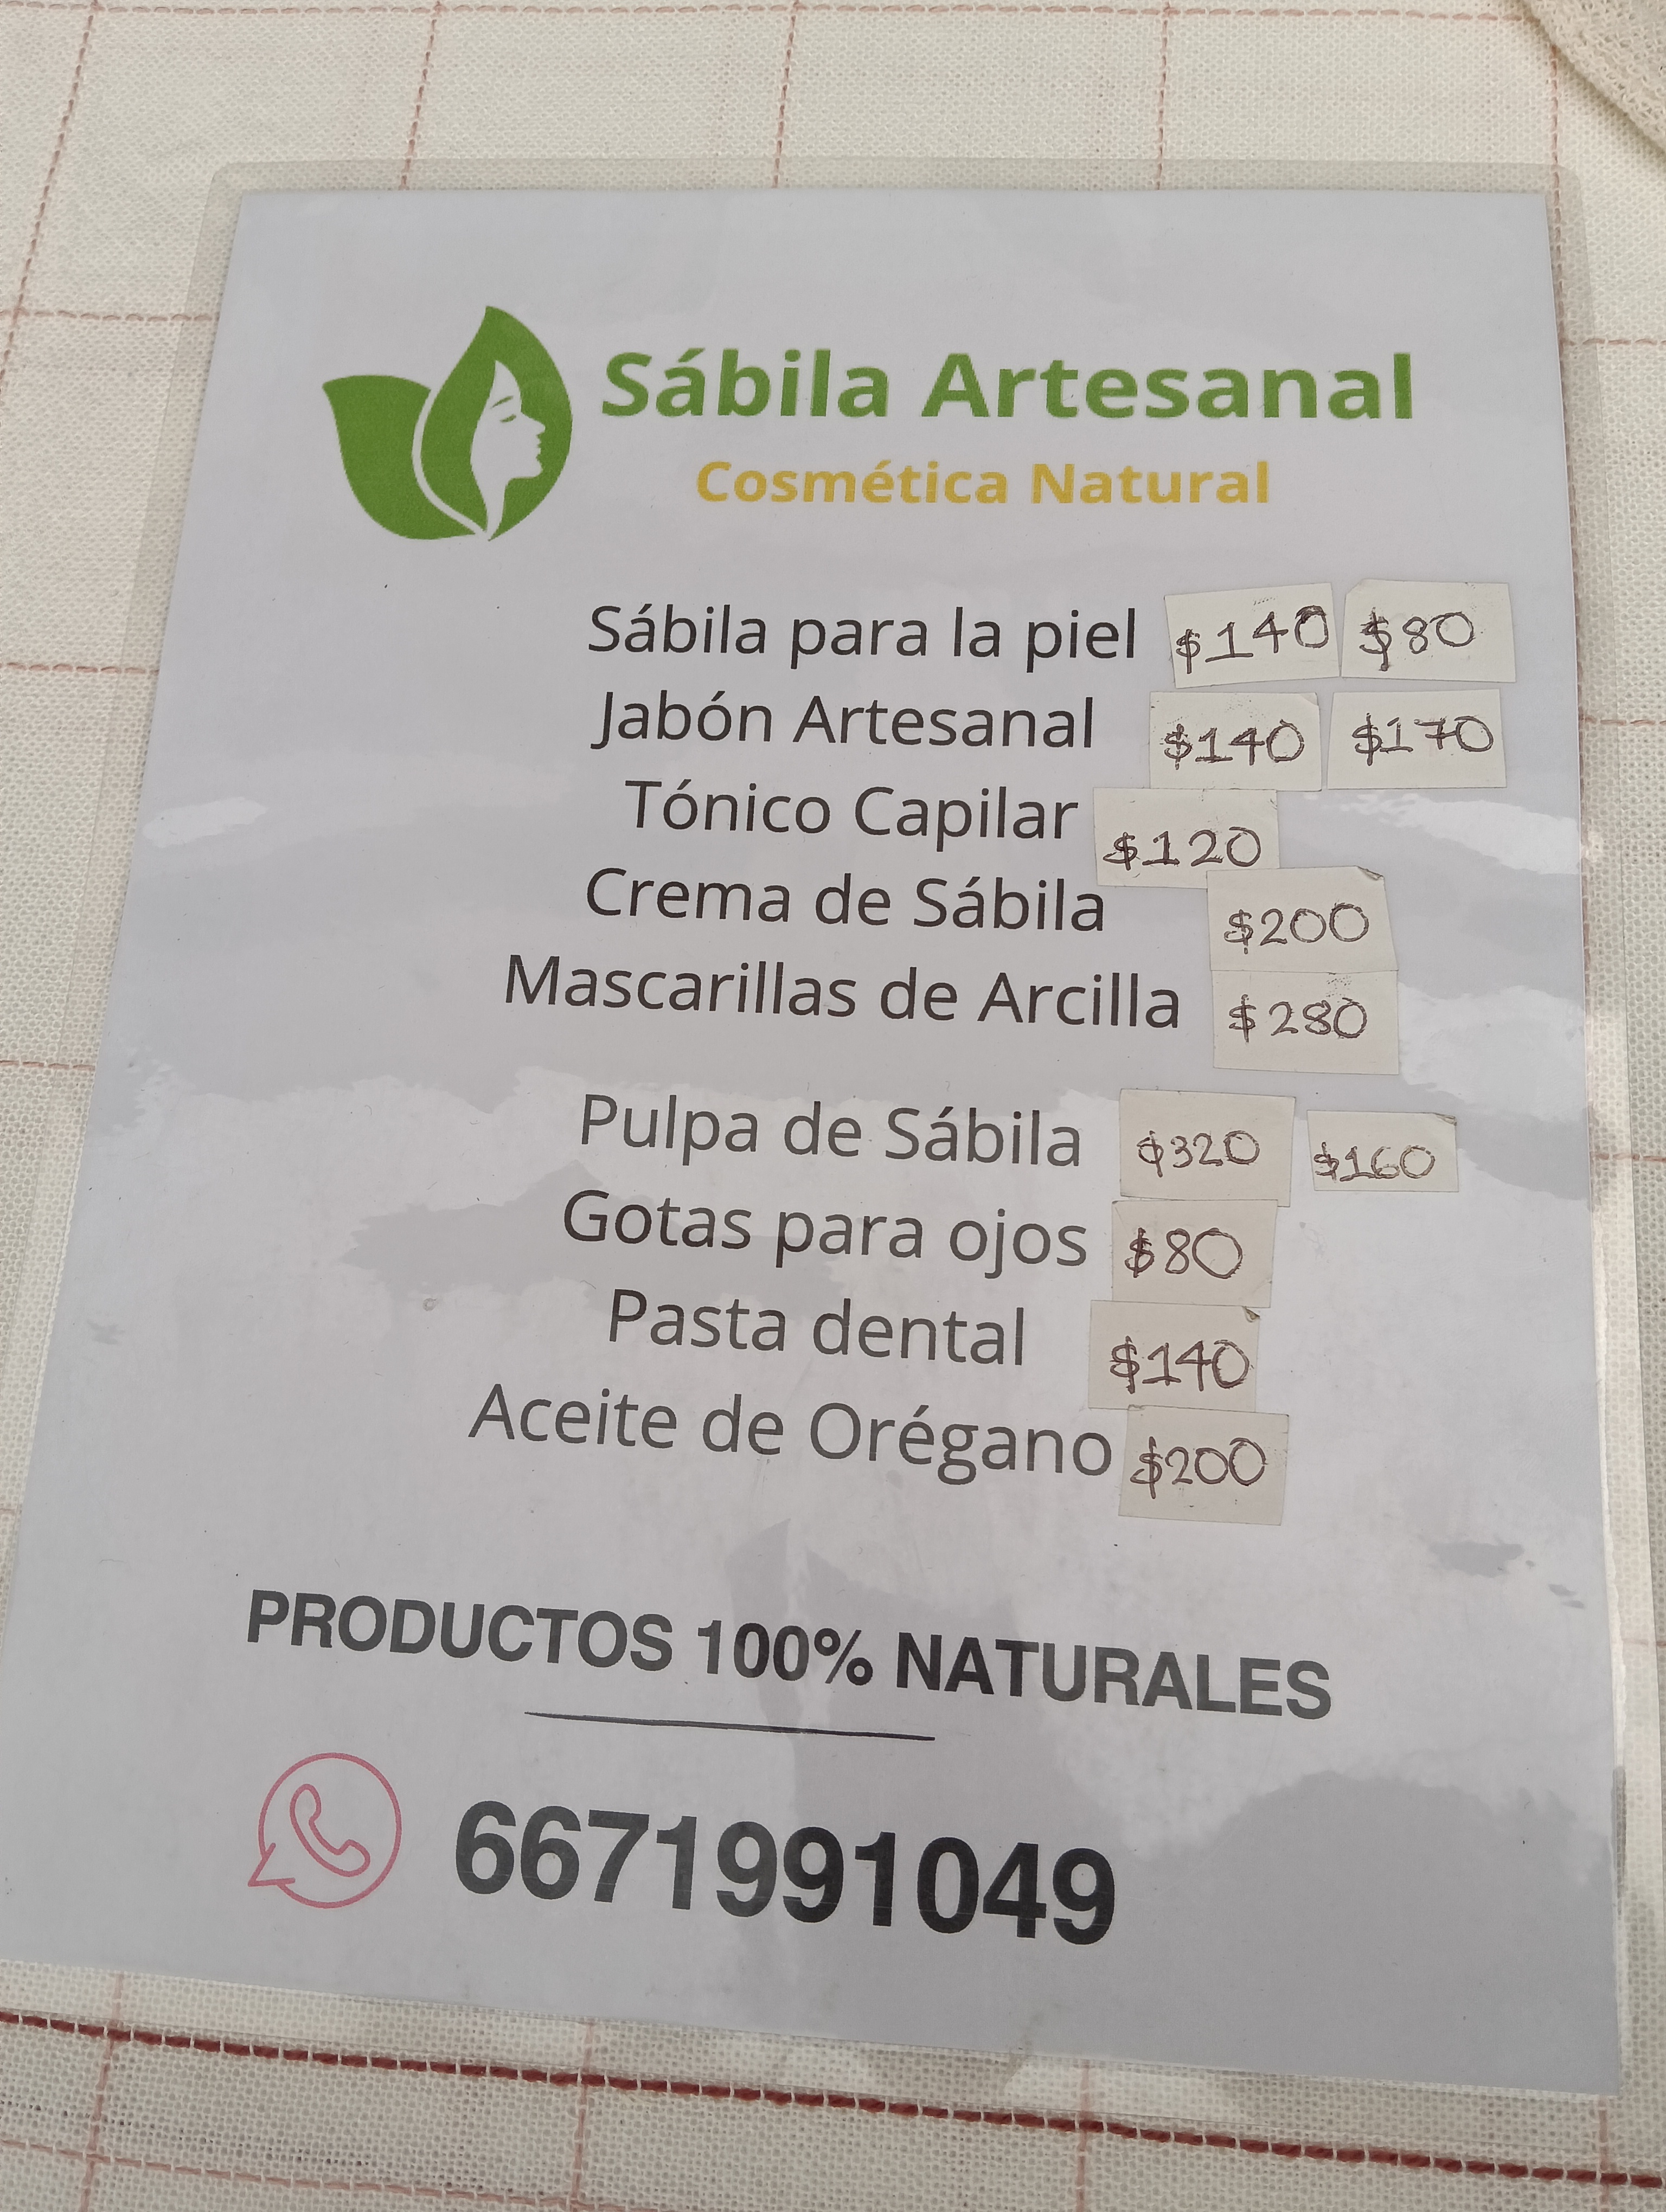 Sábila Artesanal
Cosmética Natural
Sábila para la piel $140 $80
Jabón Artesanal $140 $170
Tónico Capilar $120
Crema de Sábila $200
Mascarillas de Arcilla $280
Pulpa de Sábila $320 $160
Gotas para ojos $80
Pasta dental $140
Aceite de Orégano $200
PRODUCTOS 100% NATURALES
6671991049